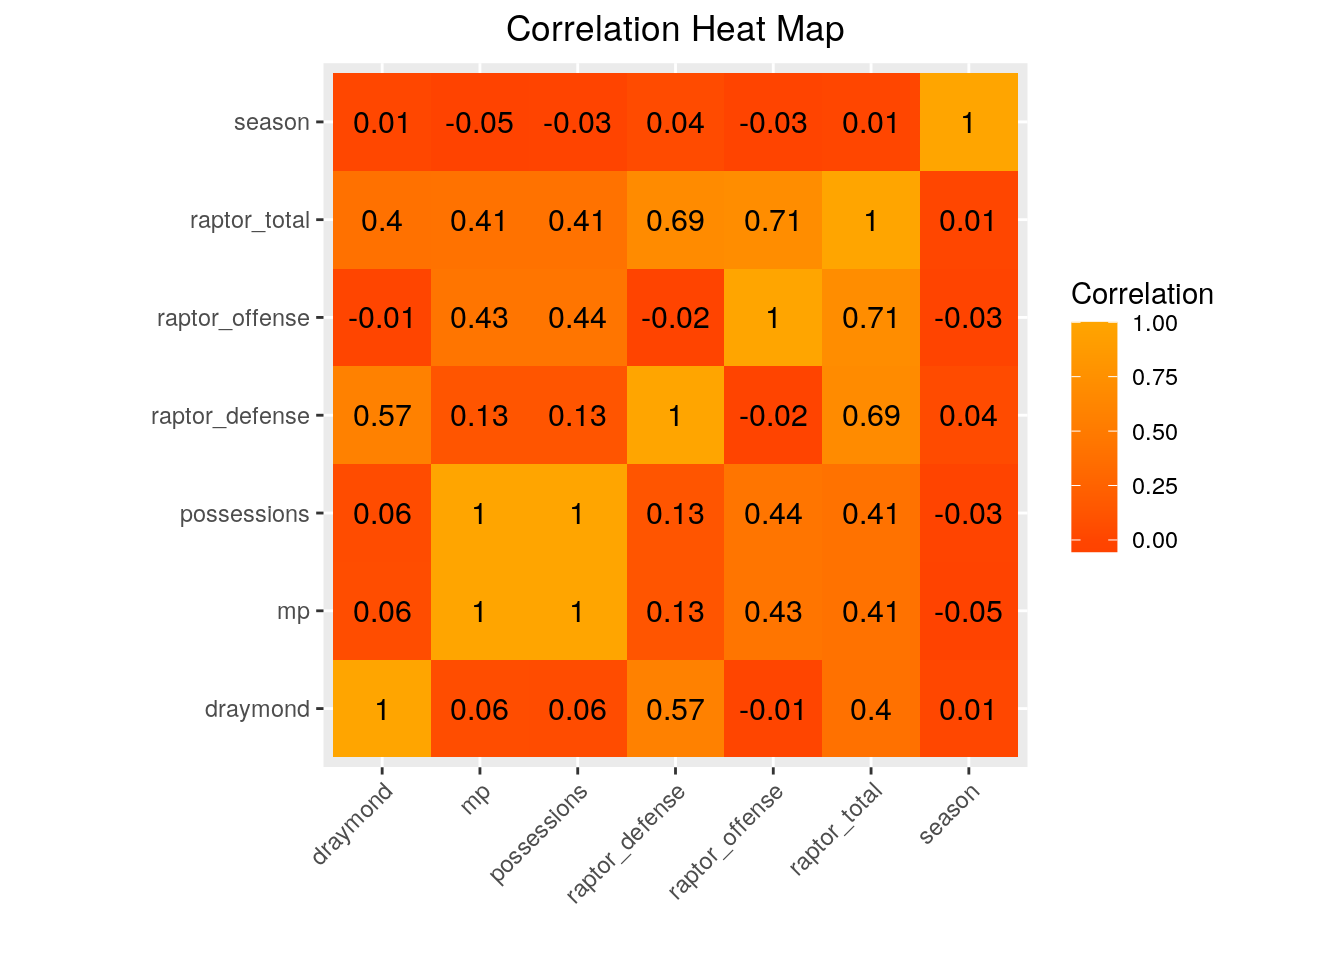 Correlation Heat Map
season 0.01 -0.05 -0.03 0.04 -0.03 0.01 1
raptor_total 0.4 0.41 0.41 0.69 0.71 1 0.01
raptor_offense -0.01 0.43 0.44 -0.02 1 0.71 -0.03
raptor_defense 0.57 0.13 0.13 1 -0.02 0.69 0.04
possessions 0.06 1 1 0.13 0.44 0.41 -0.03
mp 0.06 1 1 0.13 0.43 0.41 -0.05
draymond 1 0.06 0.06 0.57 -0.01 0.4 0.01
draymond mp possessions raptor_defense raptor_offense raptor_total season
Correlation
1.00
0.75
0.50
0.25
0.00